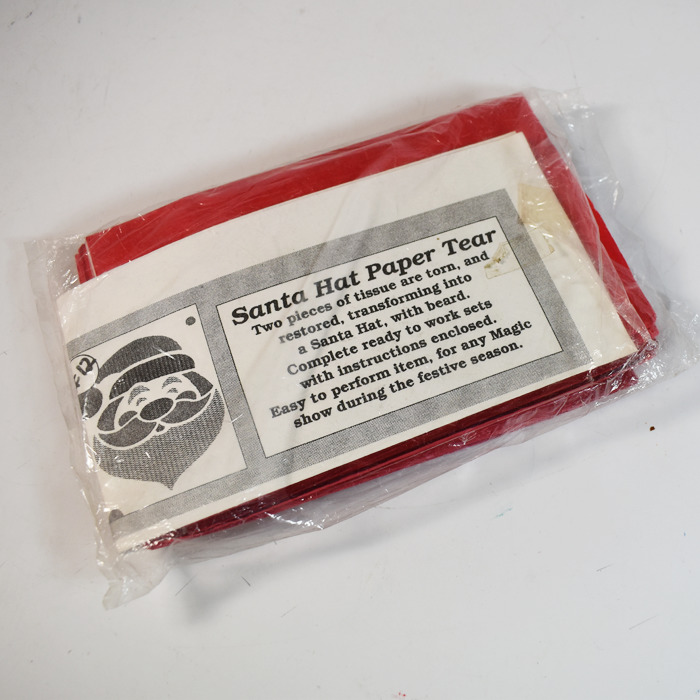 Santa Hat Paper Tear
Two pieces of tissue are torn, and
restored, transforming into
a Santa Hat, with beard.
Complete ready to work sets
with instructions enclosed.
Easy to perform item, for any Magic
show during the festive season.